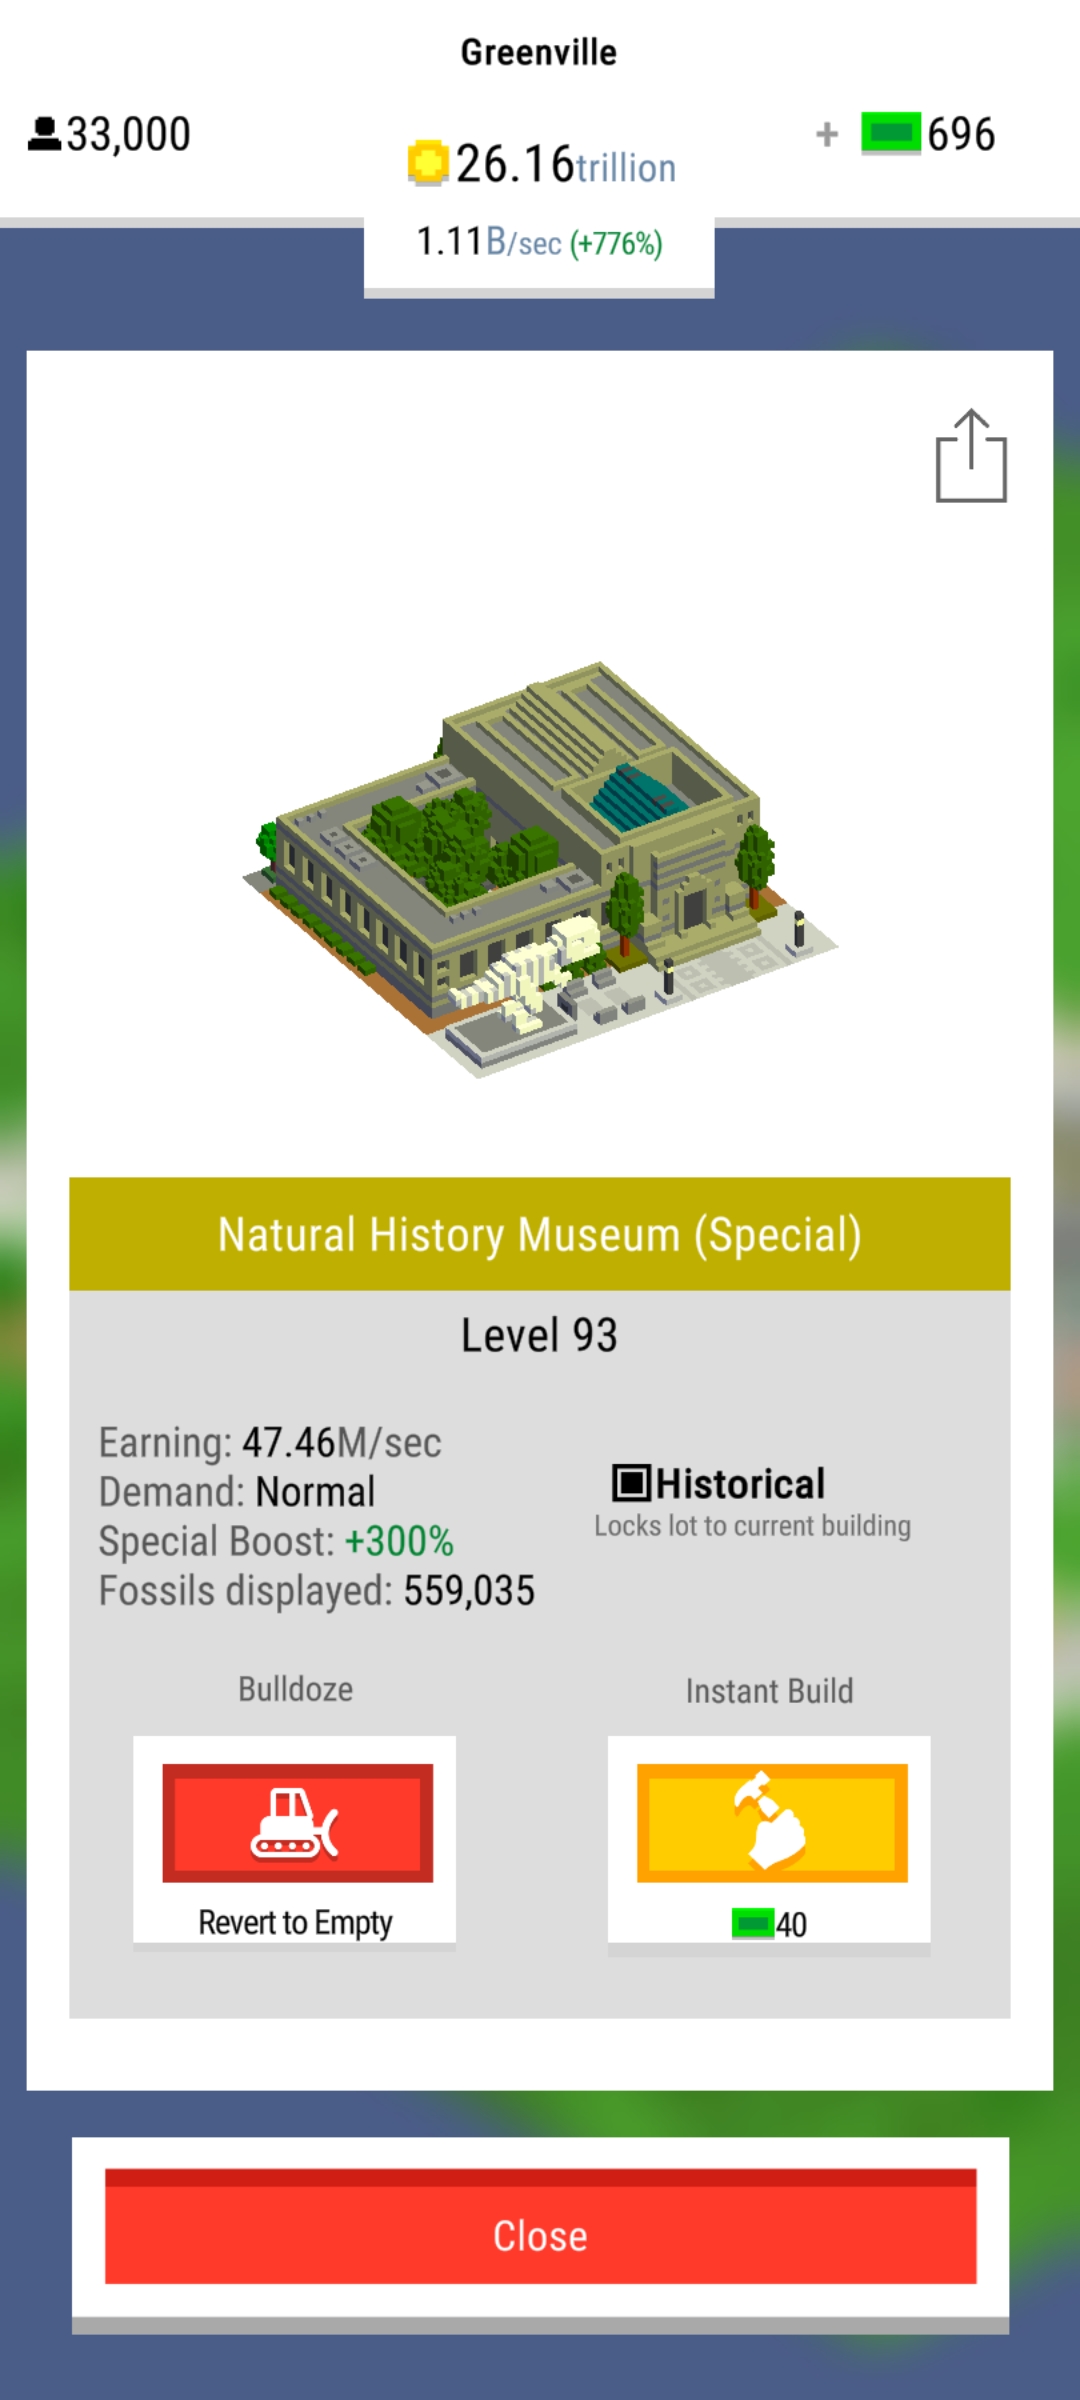 Greenville
33,000
26.16trillion
+ 696
1.11B/sec (+776%)
Natural History Museum (Special)
Level 93
Earning: 47.46M/sec
Demand: Normal
Special Boost: +300%
Fossils displayed: 559,035
Historical
Locks lot to current building
Bulldoze
Revert to Empty
Instant Build
40
Close